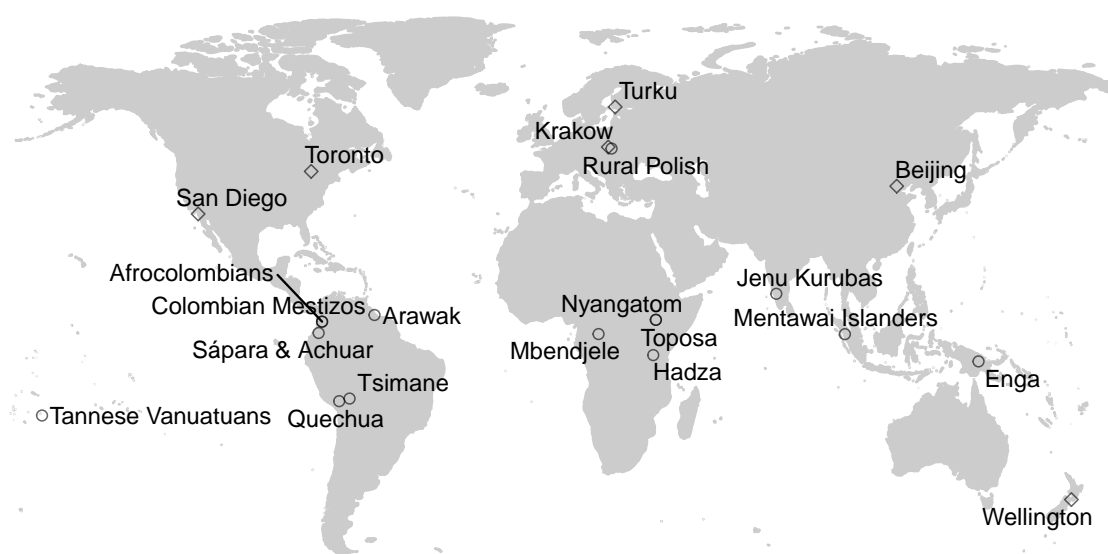 Turku
Krakow
Rural Polish
Toronto
Beijing
San Diego
Afrocolombians
Jenu Kurubas
Colombian Mestizos
Arawak
Nyangatom
Mentawai Islanders
Sápara & Achuar
Mbendjele
Toposa
Hadza
Enga
Tsimane
Tannese Vanuatuans
Quechua
Wellington